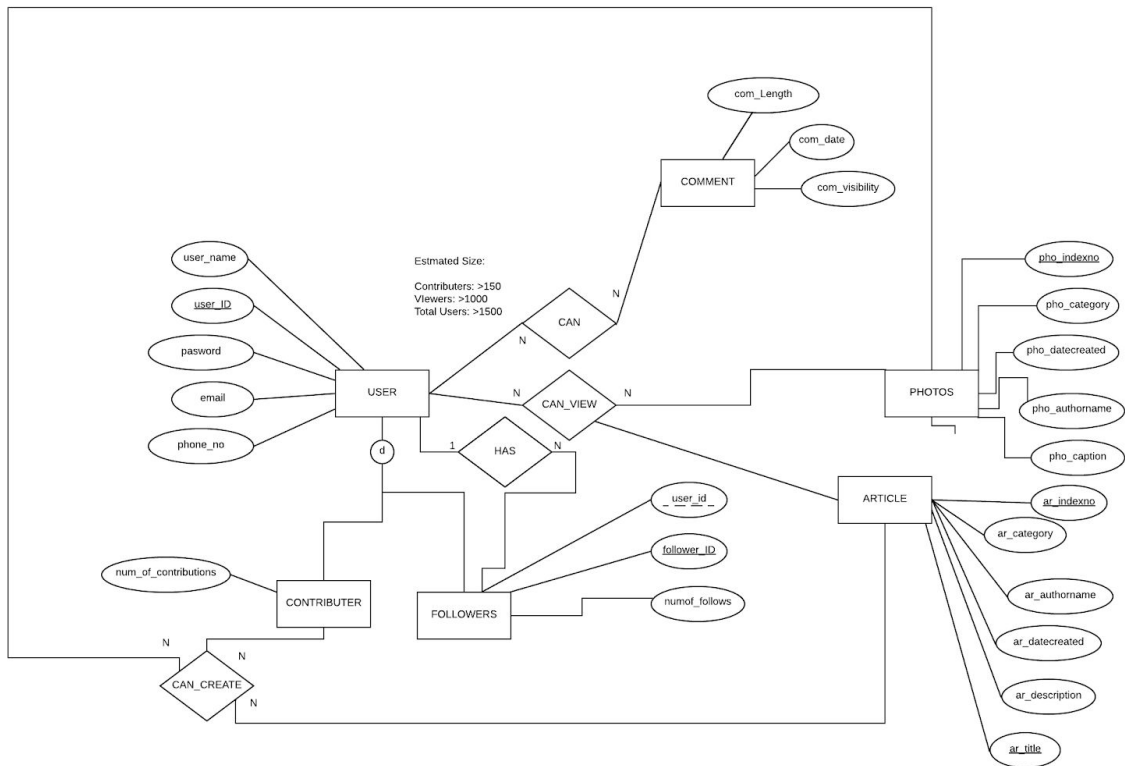 com_Length
com_date
COMMENT
com_visibility
user_name
pho_indexno
Estmated Size:
Contributers: >150
VIewers: >1000
Total Users: >1500
user_ID
N
pho_category
CAN
N
pasword
pho_datecreated
USER
N
N
PHOTOS
email
CAN_VIEW
pho_authorname
phone_no
d
1
HAS
N
pho_caption
ARTICLE
user_id
ar_indexno
ar_category
follower_ID
num_of_contributions
CONTRIBUTER
FOLLOWERS
numof_follows
ar_authorname
N
N
ar_datecreated
CAN_CREATE
N
ar_description
ar_title